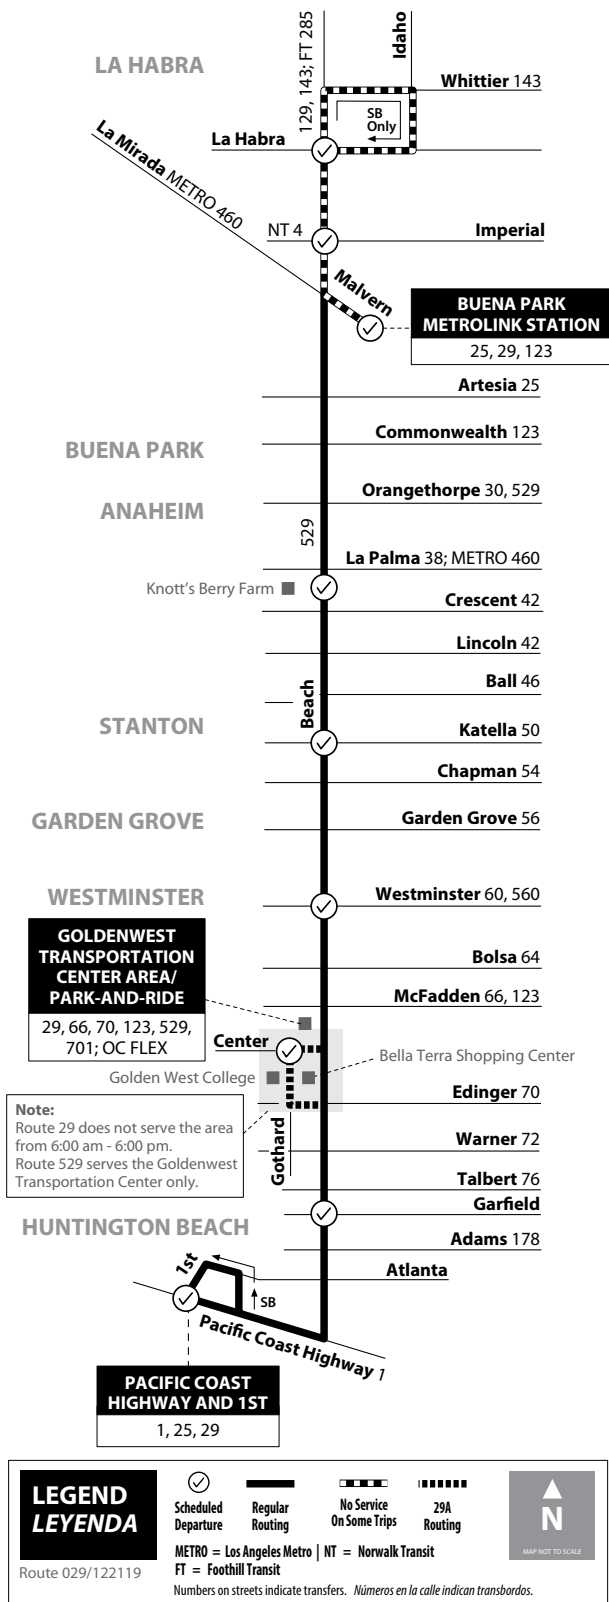 129, 143; FT 285
Idaho
LA HABRA
Whittier 143
SB
Only
La Habra
La Mirada METRO 460
NT 4
Imperial
Malvern
BUENA PARK
METROLINK STATION
25, 29, 123
Artesia 25
Commonwealth 123
BUENA PARK
Orangethorpe 30, 529
ANAHEIM
529
La Palma 38; METRO 460
Knott's Berry Farm
Crescent 42
Lincoln 42
Ball 46
Beach
STANTON
Katella 50
Chapman 54
GARDEN GROVE
Garden Grove 56
WESTMINSTER
Westminster 60, 560
GOLDENWEST
TRANSPORTATION
CENTER AREA/
PARK-AND-RIDE
29, 66, 70, 123, 529,
701; OC FLEX
Bolsa 64
McFadden 66, 123
Center
Bella Terra Shopping Center
Golden West College
Edinger 70
Note:
Route 29 does not serve the area
from 6:00 am - 6:00 pm.
Route 529 serves the Goldenwest
Transportation Center only.
Gothard
Warner 72
Talbert 76
Garfield
HUNTINGTON BEACH
Adams 178
1st
Atlanta
SB
Pacific Coast Highway 1
PACIFIC COAST
HIGHWAY AND 1ST
1, 25, 29
LEGEND
LEYENDA
Route 029/122119
Scheduled
Departure
Regular
Routing
No Service
On Some Trips
29A
Routing
METRO = Los Angeles Metro | NT = Norwalk Transit
FT = Foothill Transit
Numbers on streets indicate transfers. Números en la calle indican transbordos.
N
MAP NOT TO SCALE